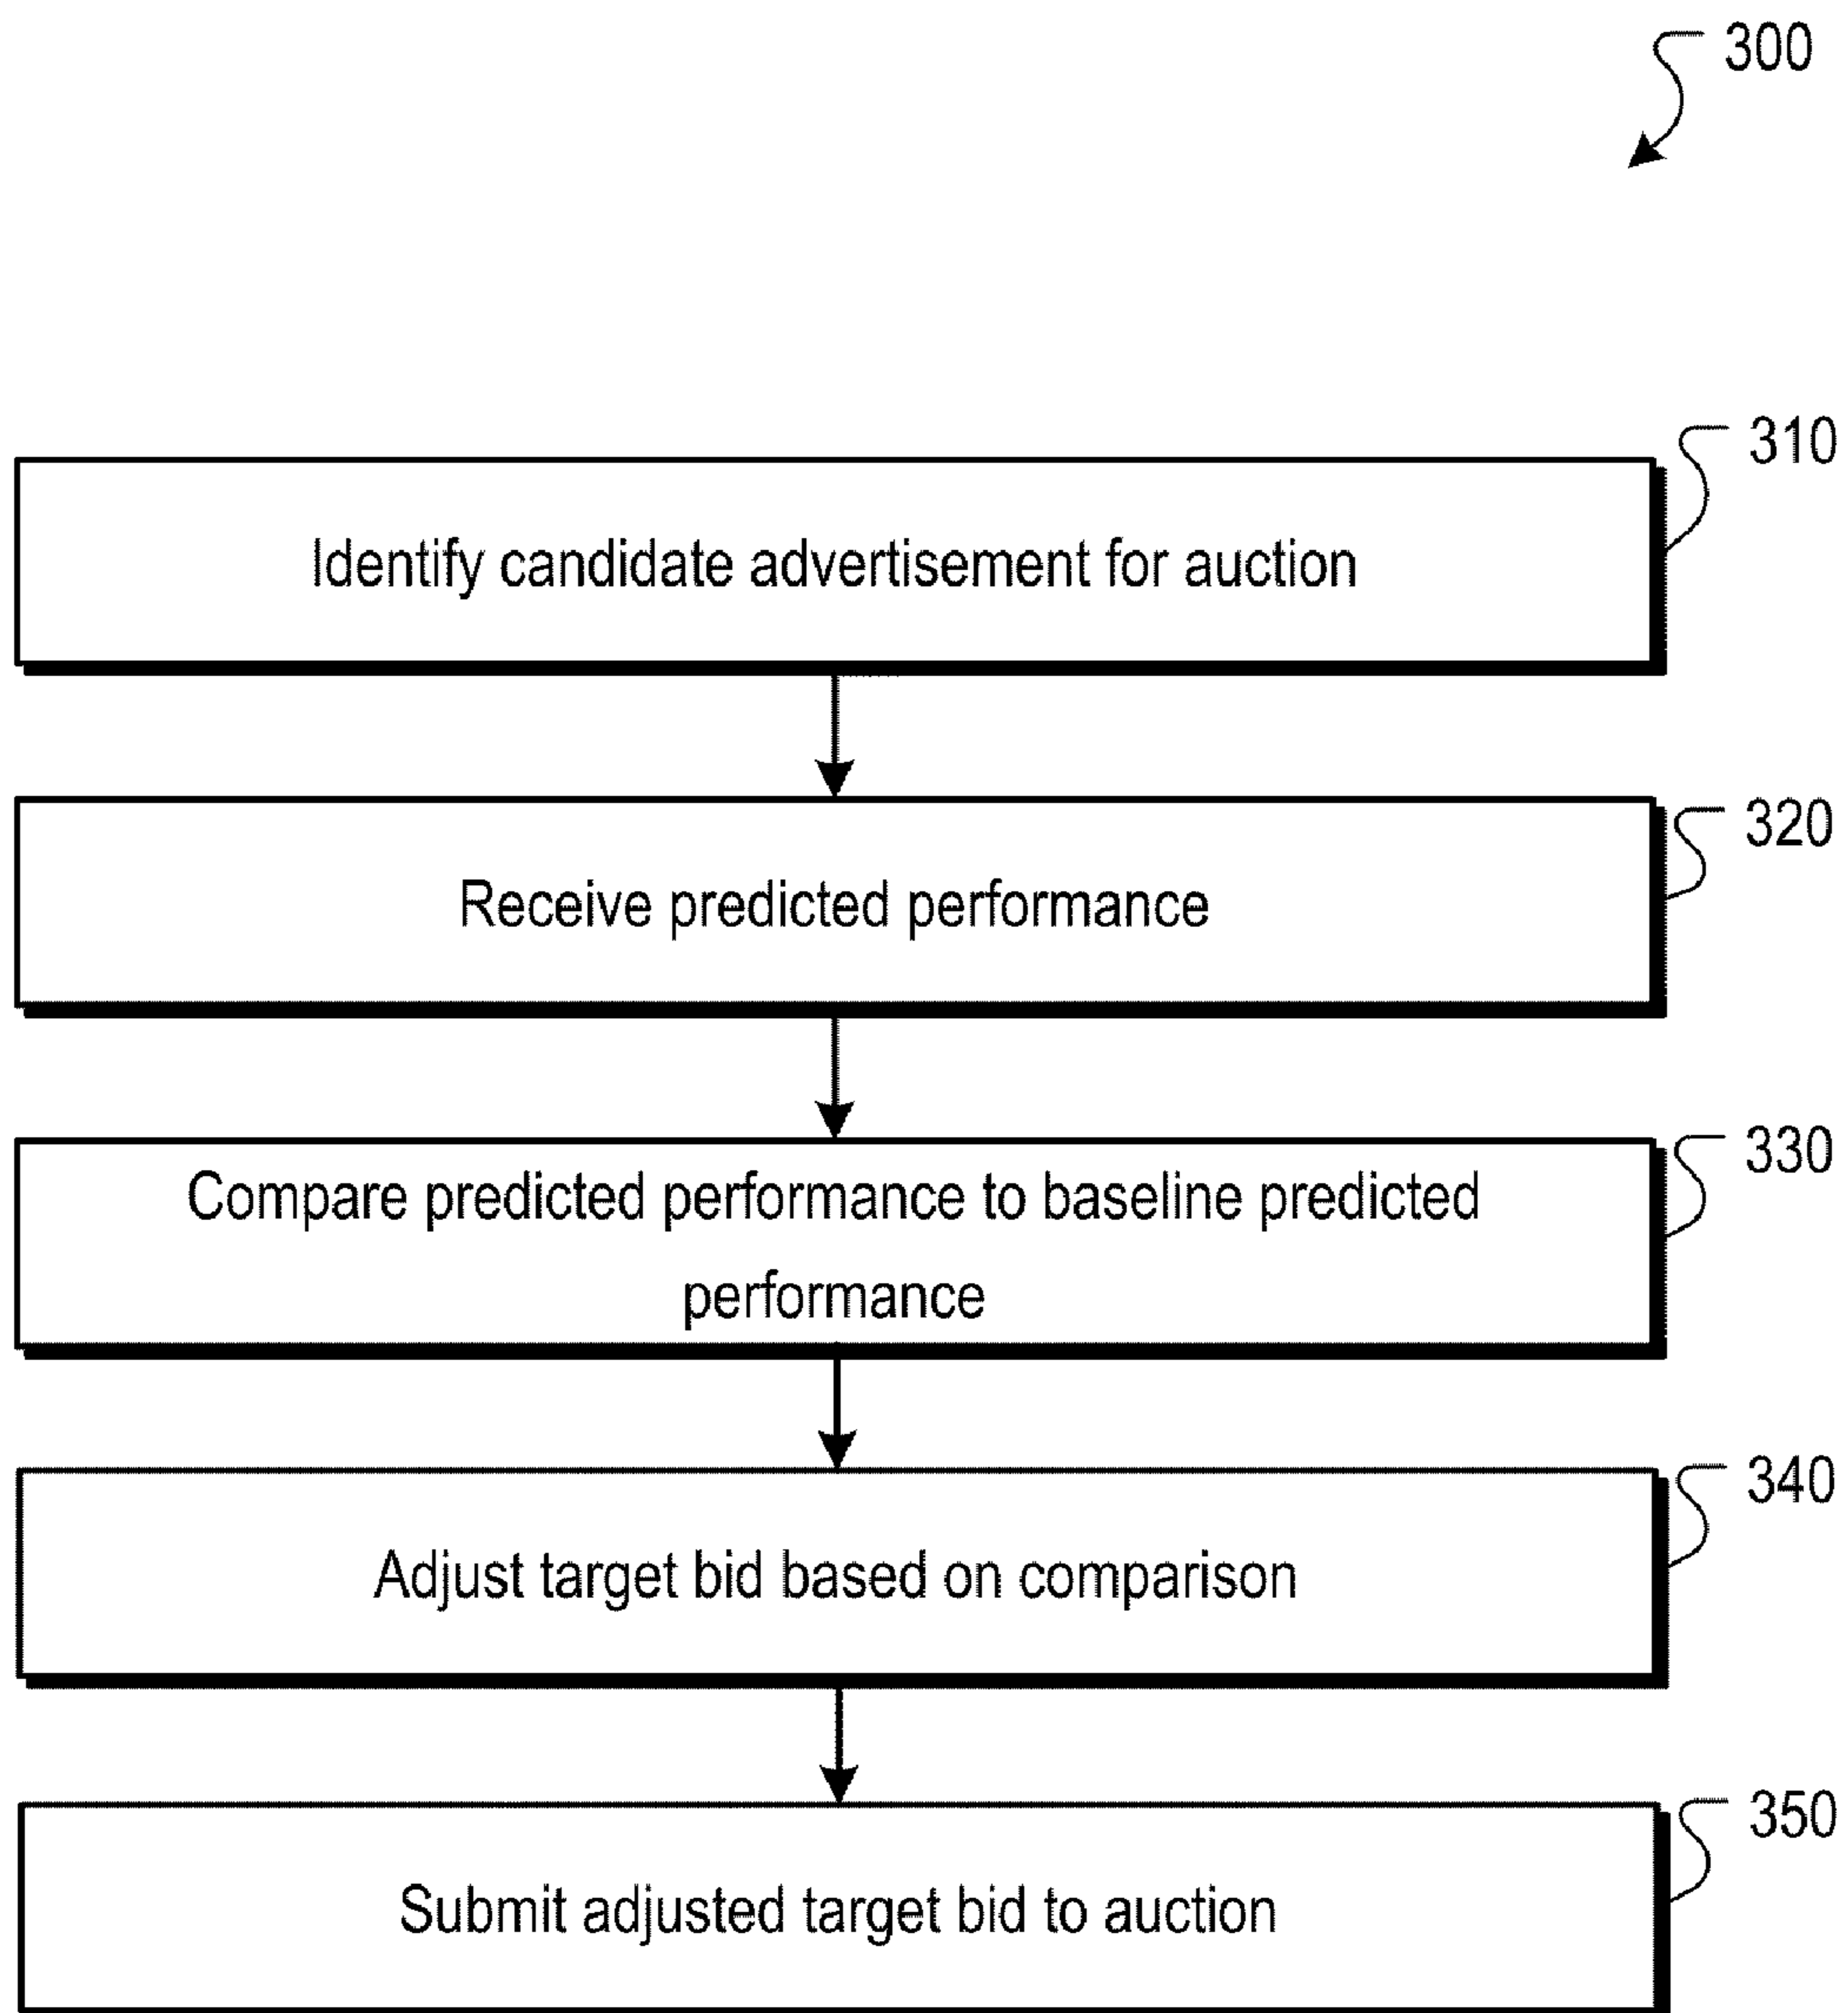 300
310
Identify candidate advertisement for auction
320
Receive predicted performance
330
Compare predicted performance to baseline predicted
performance
340
Adjust target bid based on comparison
350
Submit adjusted target bid to auction